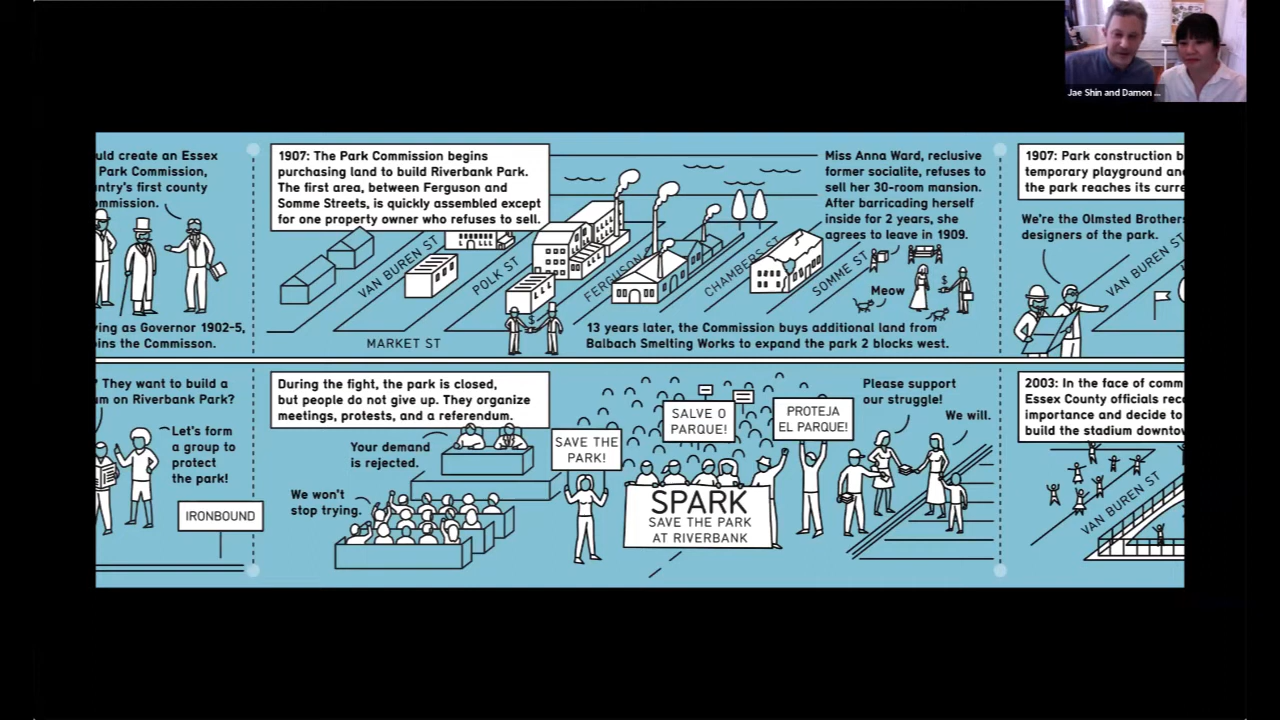 Jae Shin and Damon ...
uld create an Essex
Park Commission,
ntry's first county
mmission.
ving as Governor 1902-5,
ins the Commisson.
1907: The Park Commission begins
purchasing land to build Riverbank Park.
The first area, between Ferguson and
Somme Streets, is quickly assembled except
for one property owner who refuses to sell.
VAN BUREN ST
POLK ST
FERGUSON
CHAMBERS ST
SOMME ST
MARKET ST
$
Miss Anna Ward, reclusive
former socialite, refuses to
sell her 30-room mansion.
After barricading herself
inside for 2 years, she
agrees to leave in 1909.
Meow
$
13 years later, the Commission buys additional land from
Balbach Smelting Works to expand the park 2 blocks west.
1907: Park construction b
temporary playground an
the park reaches its curre
We're the Olmsted Brothers
designers of the park.
VAN BUREN ST
? They want to build a
m on Riverbank Park?
Let's form
a group to
protect
the park!
IRONBOUND
During the fight, the park is closed,
but people do not give up. They organize
meetings, protests, and a referendum.
Your demand
is rejected.
We won't
stop trying.
SAVE THE
PARK!
SALVE O
PARQUE!
PROTEJA
EL PARQUE!
SPARK
SAVE THE PARK
AT RIVERBANK
Please support
our struggle!
We will.
2003: In the face of comm
Essex County officials reco
importance and decide to
build the stadium downtow
VAN BUREN ST